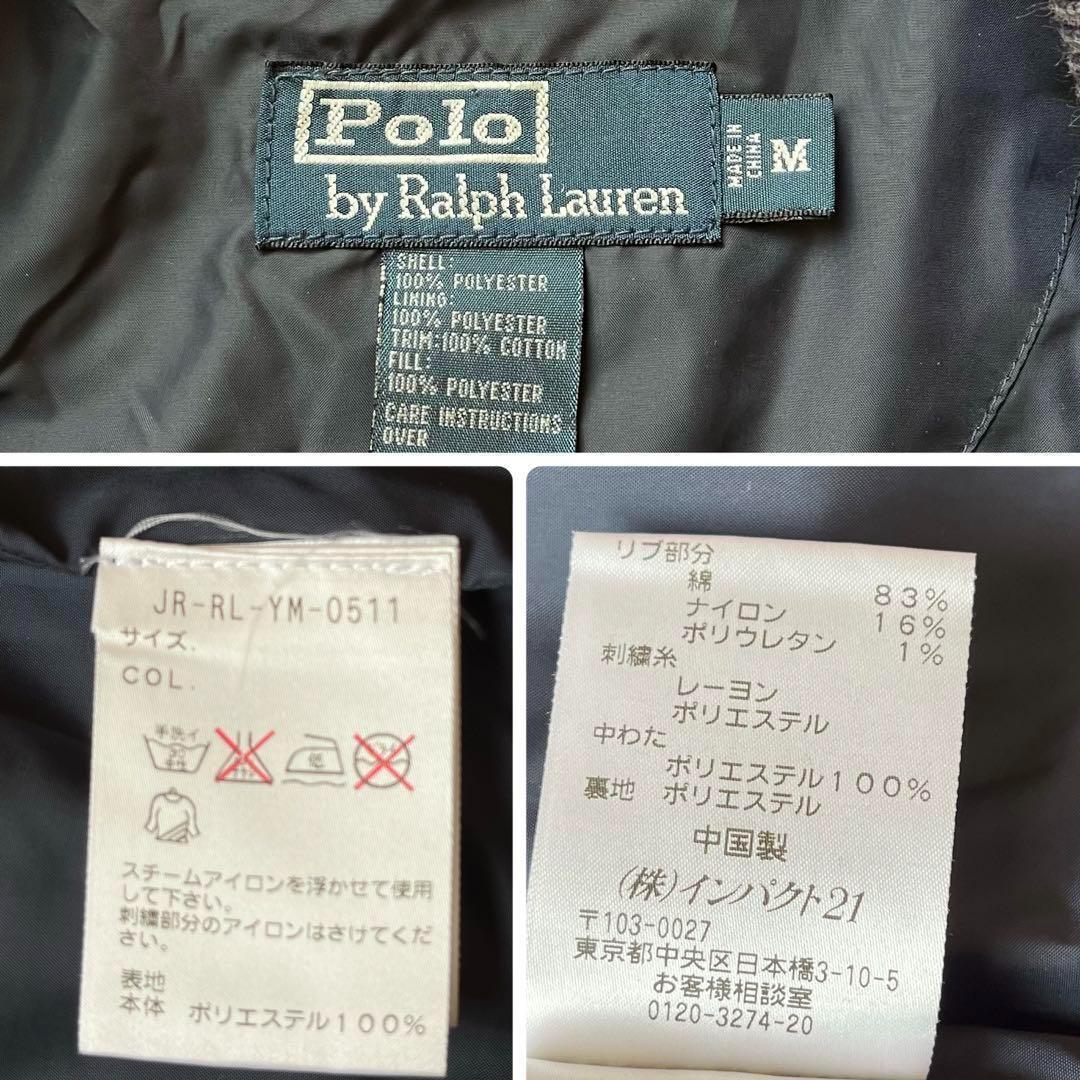 Polo
by Ralph Lauren
MADE IN
CHINA
M
SHELL:
100% POLYESTER
LINING:
100% POLYESTER
TRIM:100% COTTON
FILL:
100% POLYESTER
CARE INSTRUCTIONS
OVER
JR-RL-YM-0511
サイズ.
COL.
手洗イ
30
中性
低
スチームアイロンを浮かせて使用
して下さい。
刺繍部分のアイロンはさけてくだ
さい。
表地
本体 ポリエステル100%
リブ部分
綿 83%
ナイロン 16%
ポリウレタン 1%
刺繍糸
レーヨン
ポリエステル
中わた
ポリエステル100%
裏地 ポリエステル
中国製
(株)インパクト21
〒103-0027
東京都中央区日本橋3-10-5
お客様相談室
0120-3274-20